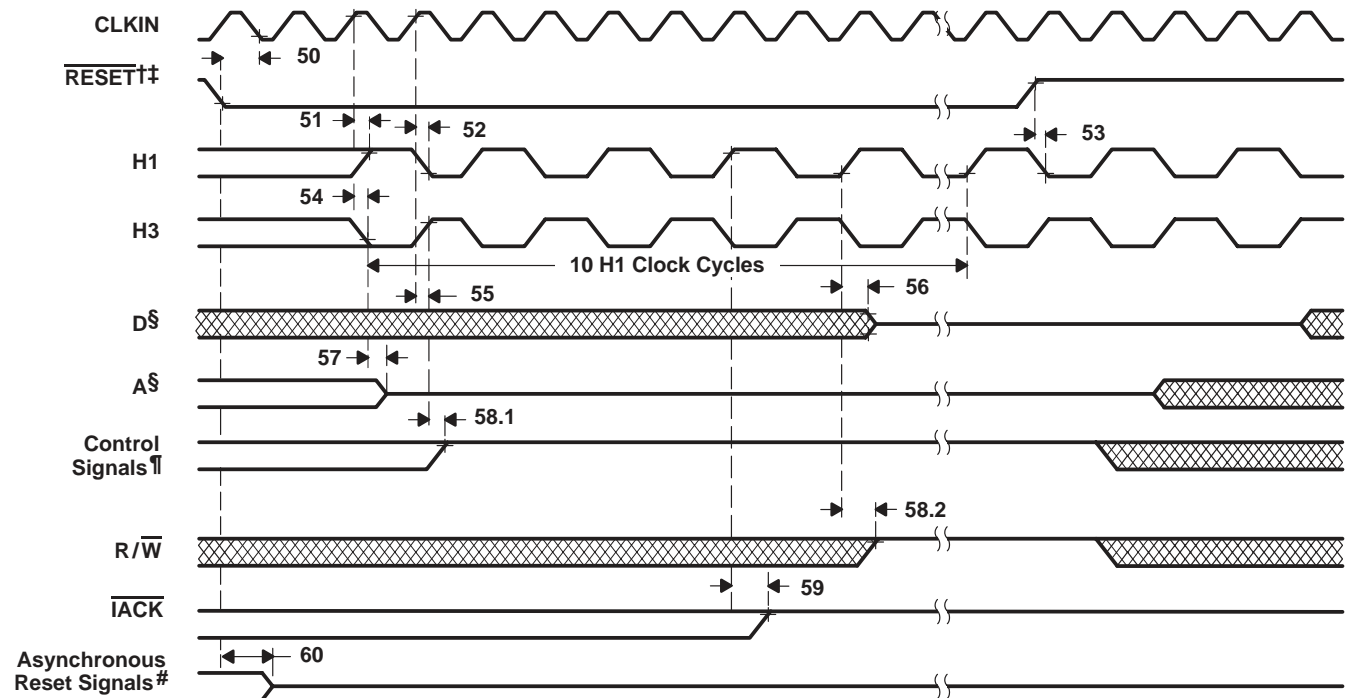 CLKIN
50
RESET†‡
51
52
53
H1
54
H3
10 H1 Clock Cycles
55
56
D§
57
A§
58.1
Control
Signals¶
58.2
R/W
59
IACK
60
Asynchronous
Reset Signals#